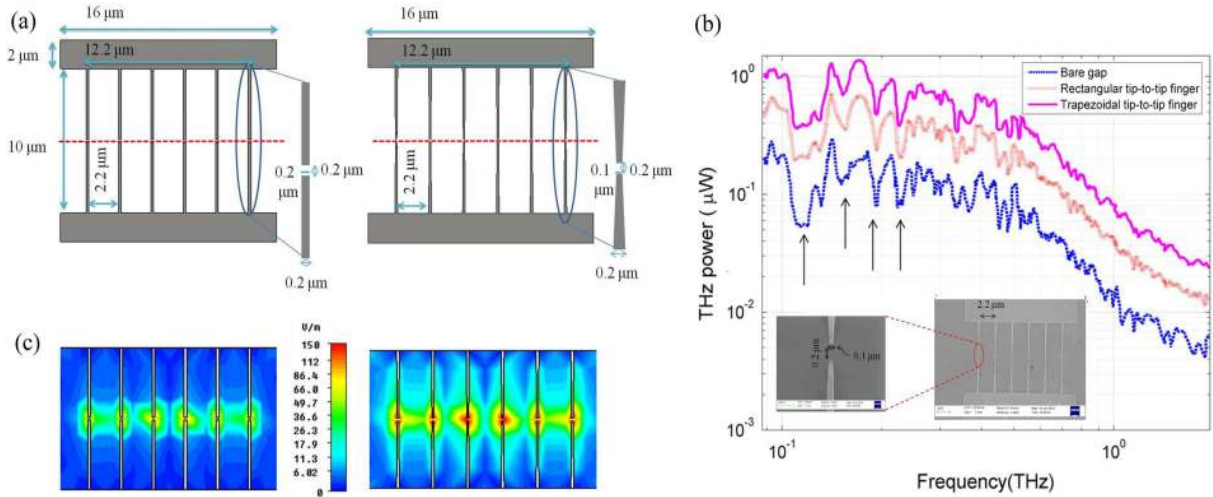 (a)
16 μm
2 μm
12.2 μm
10 μm
2.2 μm
0.2
μm
0.2 μm
0.2 μm
16 μm
12.2 μm
2.2 μm
0.1
μm
0.2 μm
0.2 μm
(b)
THz power ( μW)
10⁰
10⁻¹
10⁻²
10⁻³
Bare gap
Rectangular tip-to-tip finger
Trapezoidal tip-to-tip finger
0.2 μm
0.1 μm
2.2 μm
10⁻¹
10⁰
Frequency(THz)
(c)
V/m
150
112
86.4
66.0
49.7
36.6
26.3
17.9
11.3
6.02
0